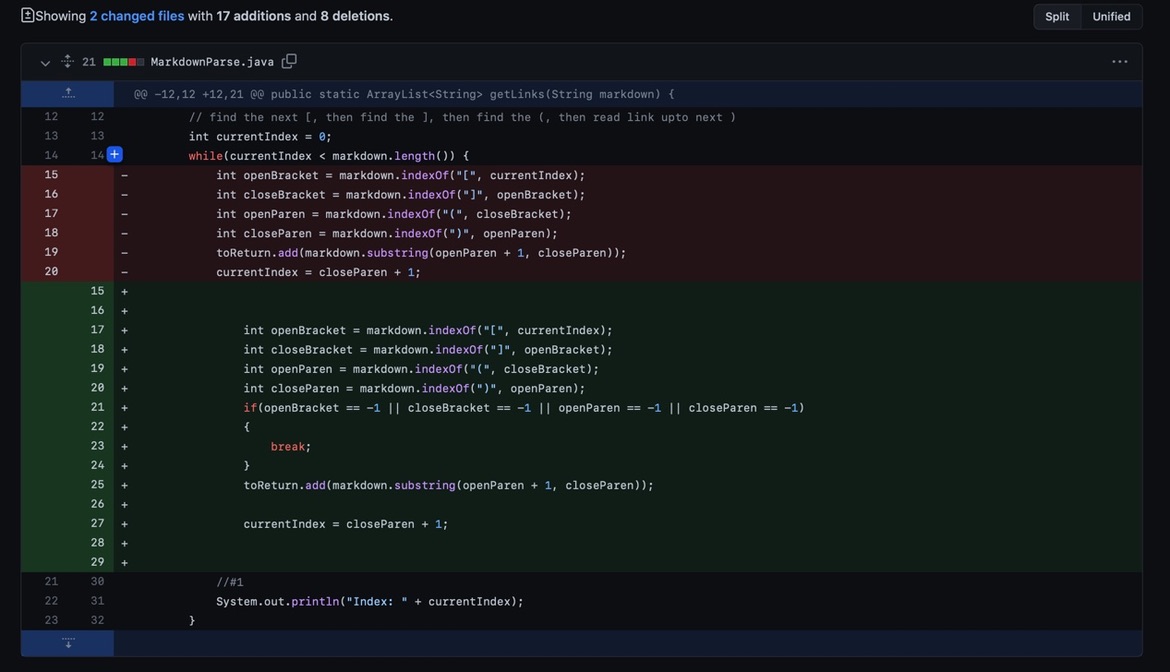 Showing 2 changed files with 17 additions and 8 deletions.
Split Unified
21 MarkdownParse.java
@@ -12,12 +12,21 @@ public static ArrayList<String> getLinks(String markdown) {
12 12 // find the next [, then find the ], then find the (, then read link upto next )
13 13 int currentIndex = 0;
14 14 + while(currentIndex < markdown.length()) {
15 - int openBracket = markdown.indexOf("[", currentIndex);
16 - int closeBracket = markdown.indexOf("]", openBracket);
17 - int openParen = markdown.indexOf("(", closeBracket);
18 - int closeParen = markdown.indexOf(")", openParen);
19 - toReturn.add(markdown.substring(openParen + 1, closeParen));
20 - currentIndex = closeParen + 1;
15 +
16 +
17 + int openBracket = markdown.indexOf("[", currentIndex);
18 + int closeBracket = markdown.indexOf("]", openBracket);
19 + int openParen = markdown.indexOf("(", closeBracket);
20 + int closeParen = markdown.indexOf(")", openParen);
21 + if(openBracket == -1 || closeBracket == -1 || openParen == -1 || closeParen == -1)
22 + {
23 + break;
24 + }
25 + toReturn.add(markdown.substring(openParen + 1, closeParen));
26 +
27 + currentIndex = closeParen + 1;
28 +
29 +
21 30 //#1
22 31 System.out.println("Index: " + currentIndex);
23 32 }